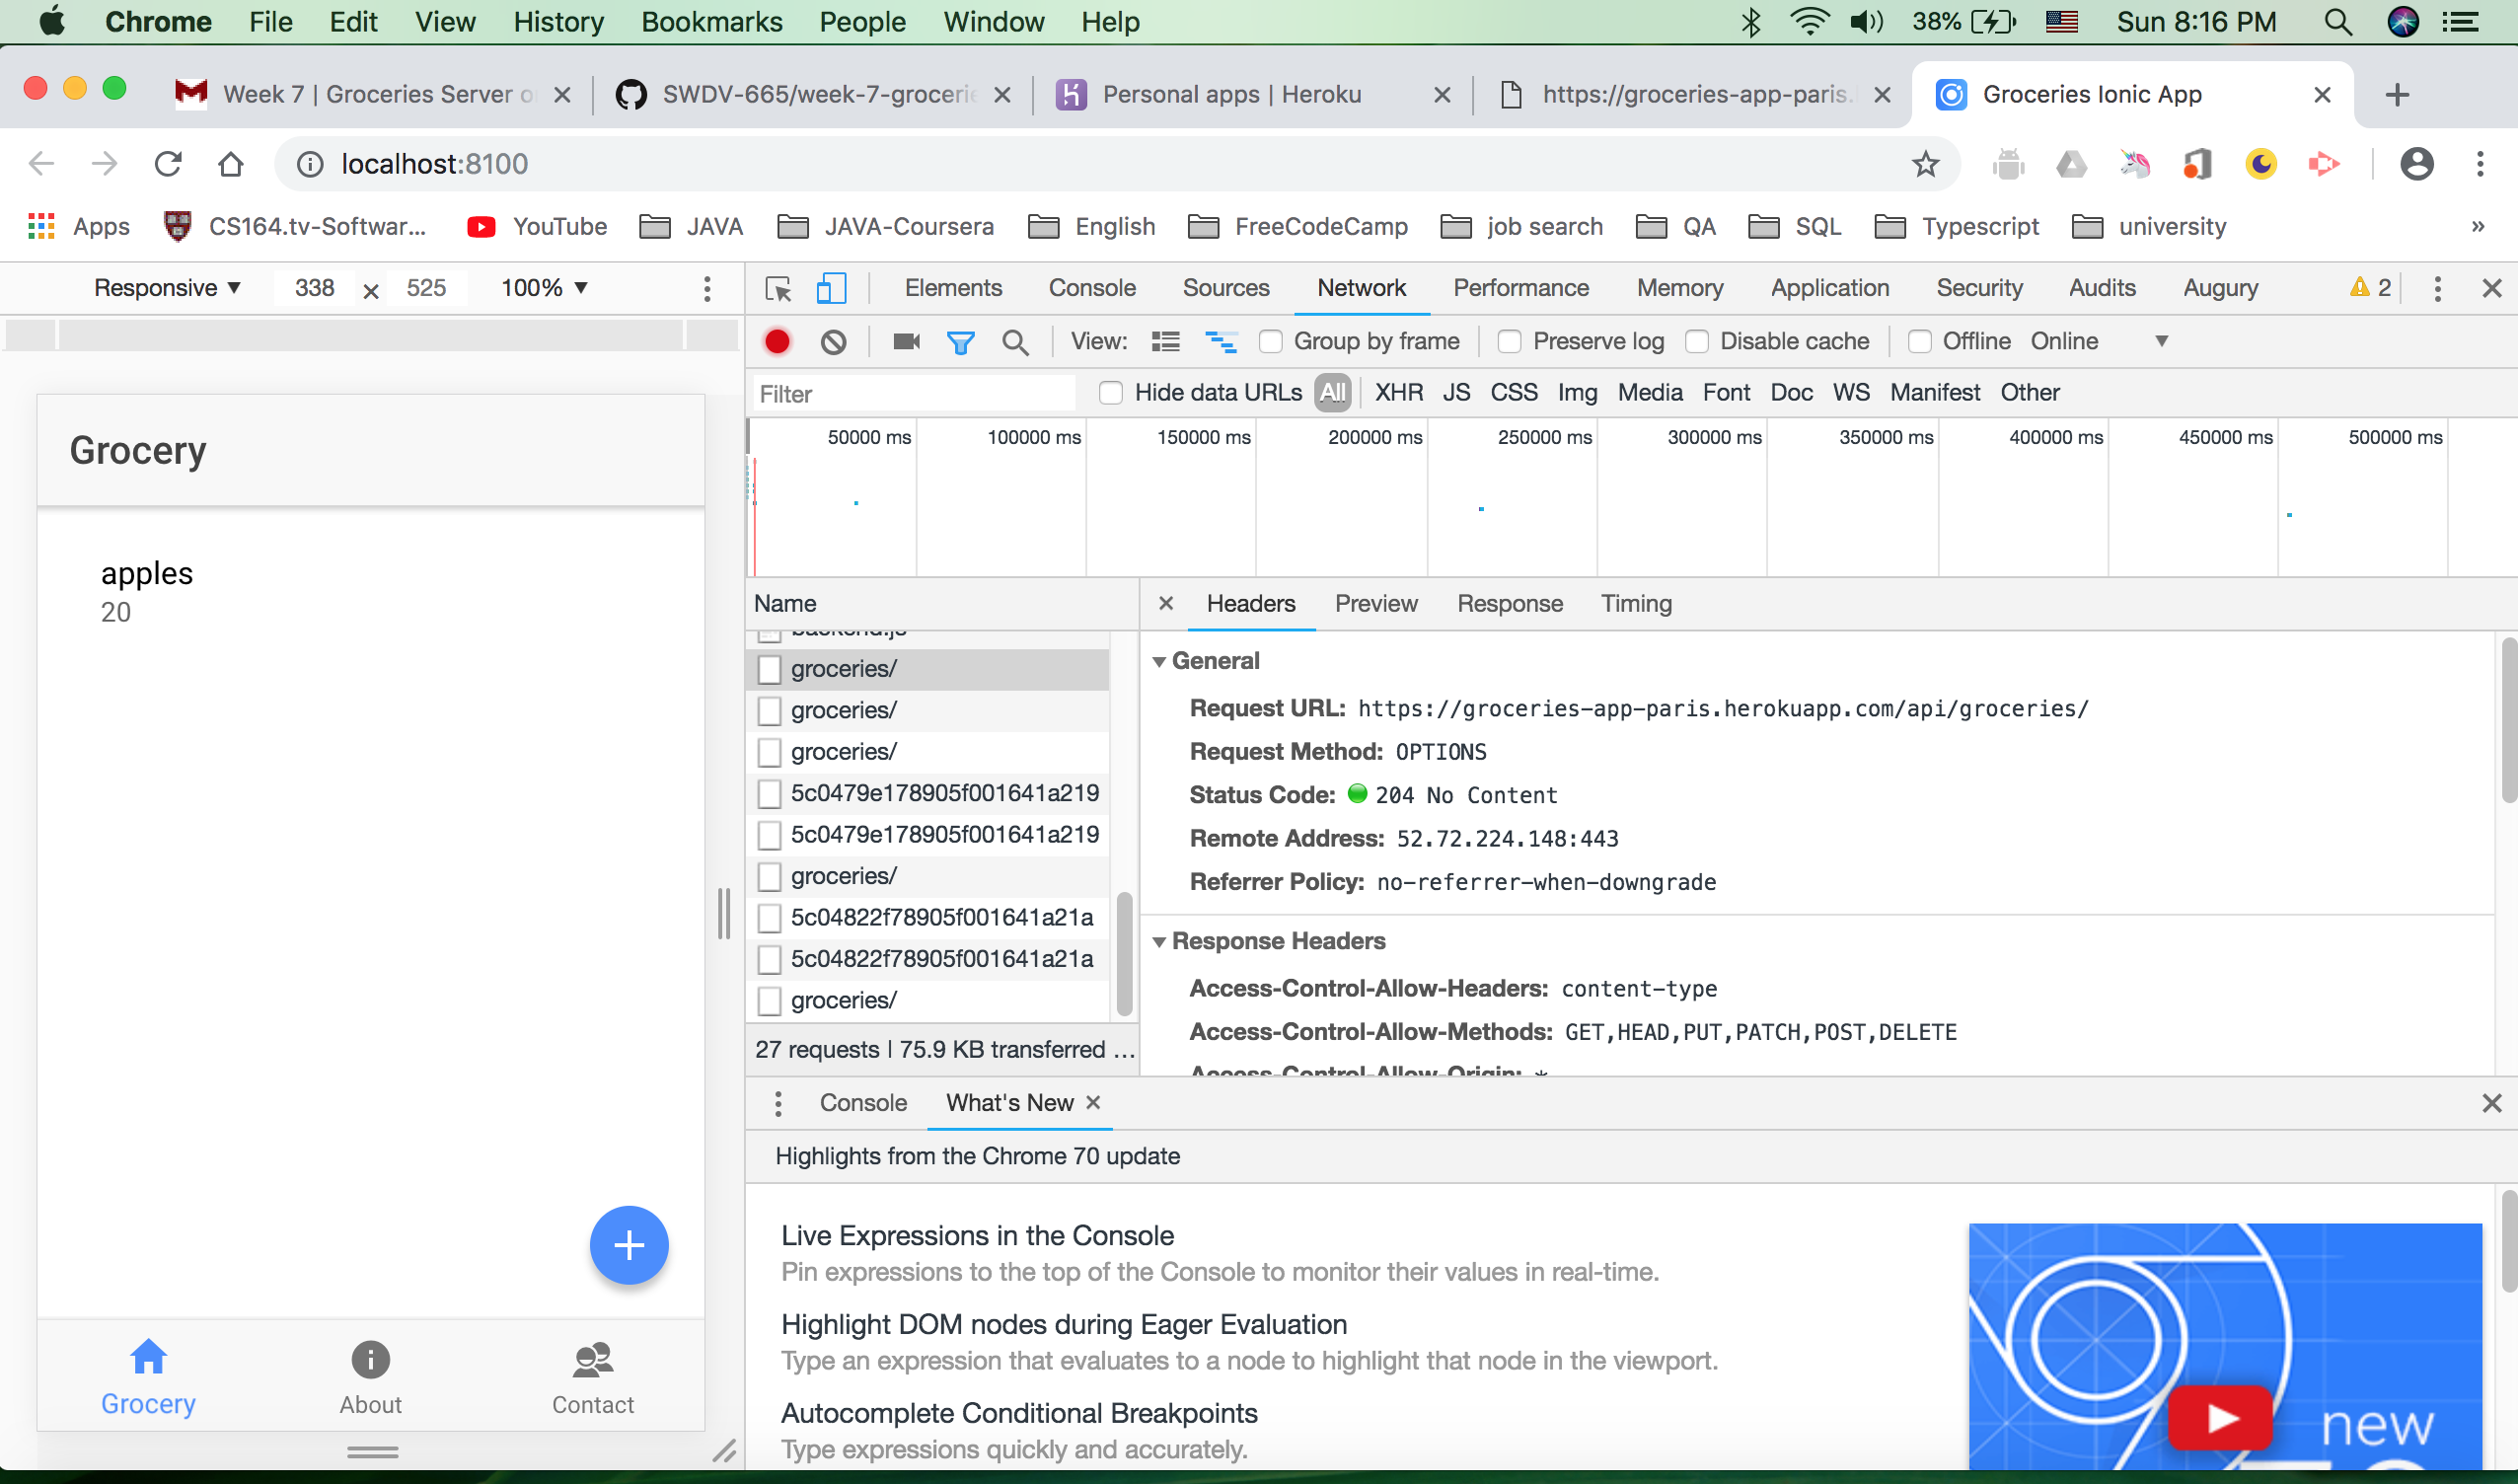 Chrome File Edit View History Bookmarks People Window Help 38% Sun 8:16 PM
Week 7 | Groceries Server o SWDV-665/week-7-grocerie Personal apps | Heroku https://groceries-app-paris. Groceries Ionic App
localhost:8100
Apps CS164.tv-Softwar... YouTube JAVA JAVA-Coursera English FreeCodeCamp job search QA SQL Typescript university »
Responsive ▼ 338 × 525 100% ▼
Elements Console Sources Network Performance Memory Application Security Audits Augury 2
View: Group by frame Preserve log Disable cache Offline Online ▼
Filter Hide data URLs All XHR JS CSS Img Media Font Doc WS Manifest Other
50000 ms 100000 ms 150000 ms 200000 ms 250000 ms 300000 ms 350000 ms 400000 ms 450000 ms 500000 ms
Grocery
apples
20
Grocery
About
Contact
Name
backend.js
groceries/
groceries/
groceries/
5c0479e178905f001641a219
5c0479e178905f001641a219
groceries/
5c04822f78905f001641a21a
5c04822f78905f001641a21a
groceries/
27 requests | 75.9 KB transferred ...
Headers Preview Response Timing
General
Request URL: https://groceries-app-paris.herokuapp.com/api/groceries/
Request Method: OPTIONS
Status Code: 204 No Content
Remote Address: 52.72.224.148:443
Referrer Policy: no-referrer-when-downgrade
Response Headers
Access-Control-Allow-Headers: content-type
Access-Control-Allow-Methods: GET,HEAD,PUT,PATCH,POST,DELETE
Access-Control-Allow-Origin: *
Console What's New
Highlights from the Chrome 70 update
Live Expressions in the Console
Pin expressions to the top of the Console to monitor their values in real-time.
Highlight DOM nodes during Eager Evaluation
Type an expression that evaluates to a node to highlight that node in the viewport.
Autocomplete Conditional Breakpoints
Type expressions quickly and accurately.
new